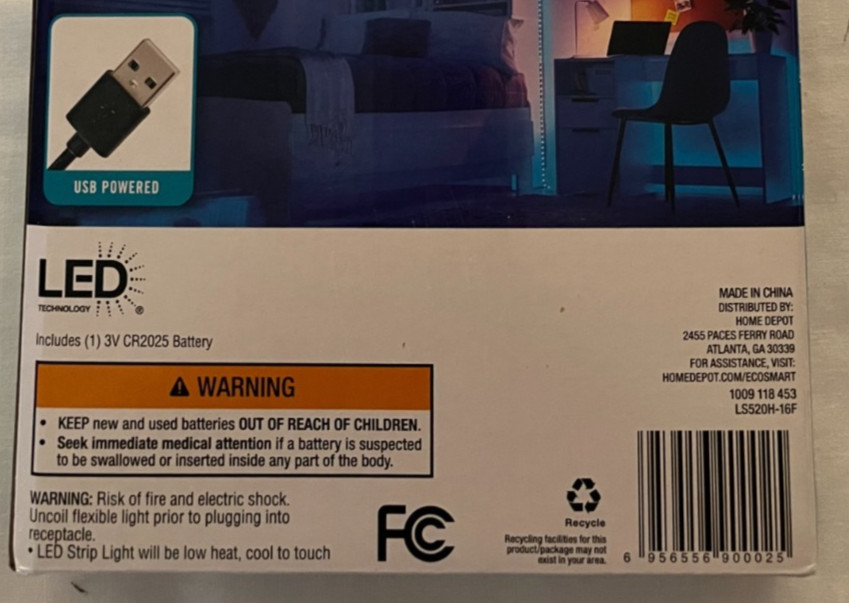 USB POWERED
LED
TECHNOLOGY ®
Includes (1) 3V CR2025 Battery
WARNING
• KEEP new and used batteries OUT OF REACH OF CHILDREN.
• Seek immediate medical attention if a battery is suspected
to be swallowed or inserted inside any part of the body.
WARNING: Risk of fire and electric shock.
Uncoil flexible light prior to plugging into
receptacle.
• LED Strip Light will be low heat, cool to touch
FC
MADE IN CHINA
DISTRIBUTED BY:
HOME DEPOT
2455 PACES FERRY ROAD
ATLANTA, GA 30339
FOR ASSISTANCE, VISIT:
HOMEDEPOT.COM/ECOSMART
1009 118 453
LS520H-16F
Recycle
Recycling facilities for this
product/package may not
exist in your area.
6 956556 900025